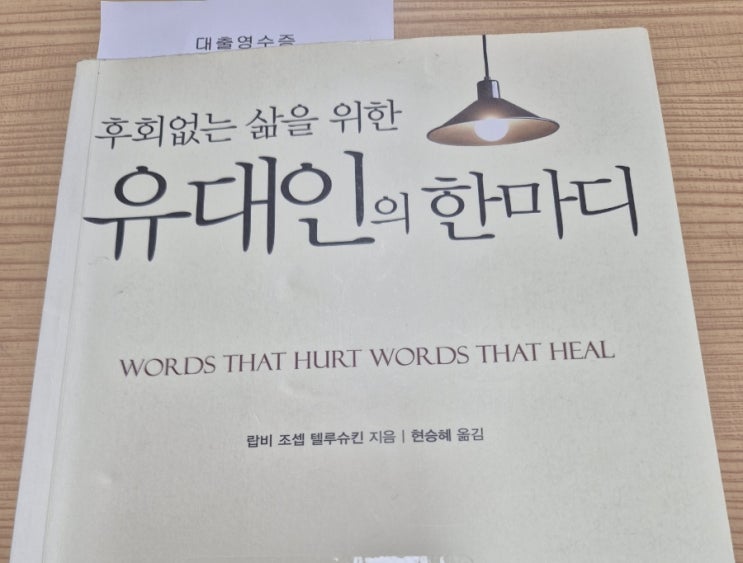 대출영수증
후회없는 삶을 위한
유대인의 한마디
WORDS THAT HURT WORDS THAT HEAL
랍비 조셉 텔루슈킨 지음 | 현승혜 옮김